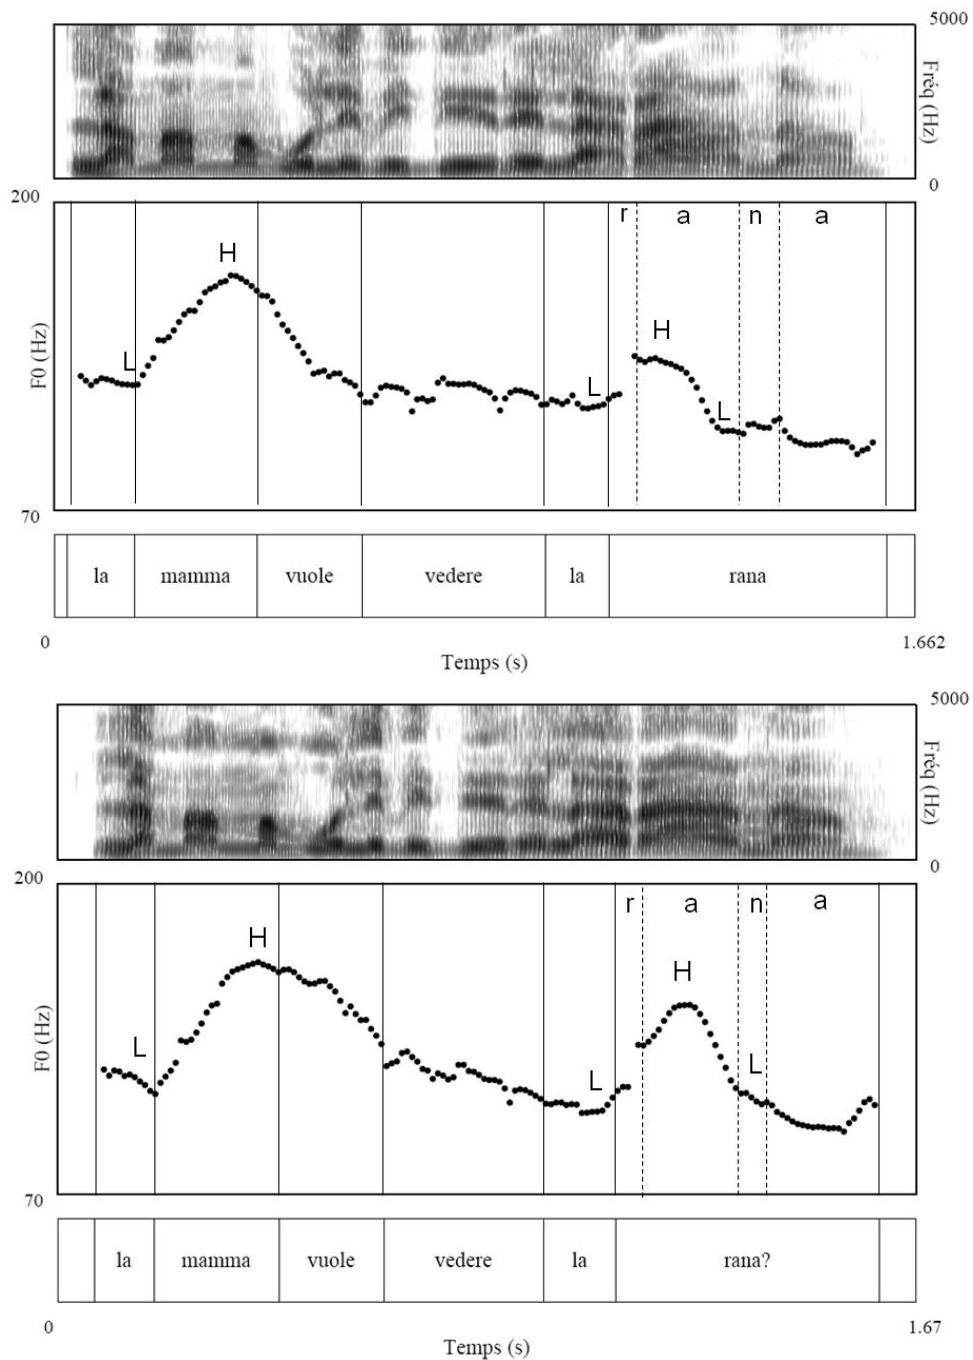 5000
Fréq (Hz)
0
200
r a n a
H
H
L
L
L
F0 (Hz)
70
la mamma vuole vedere la rana
0 1.662
Temps (s)
5000
Fréq (Hz)
0
200
r a n a
H
H
L
L
L
F0 (Hz)
70
la mamma vuole vedere la rana?
0 1.67
Temps (s)